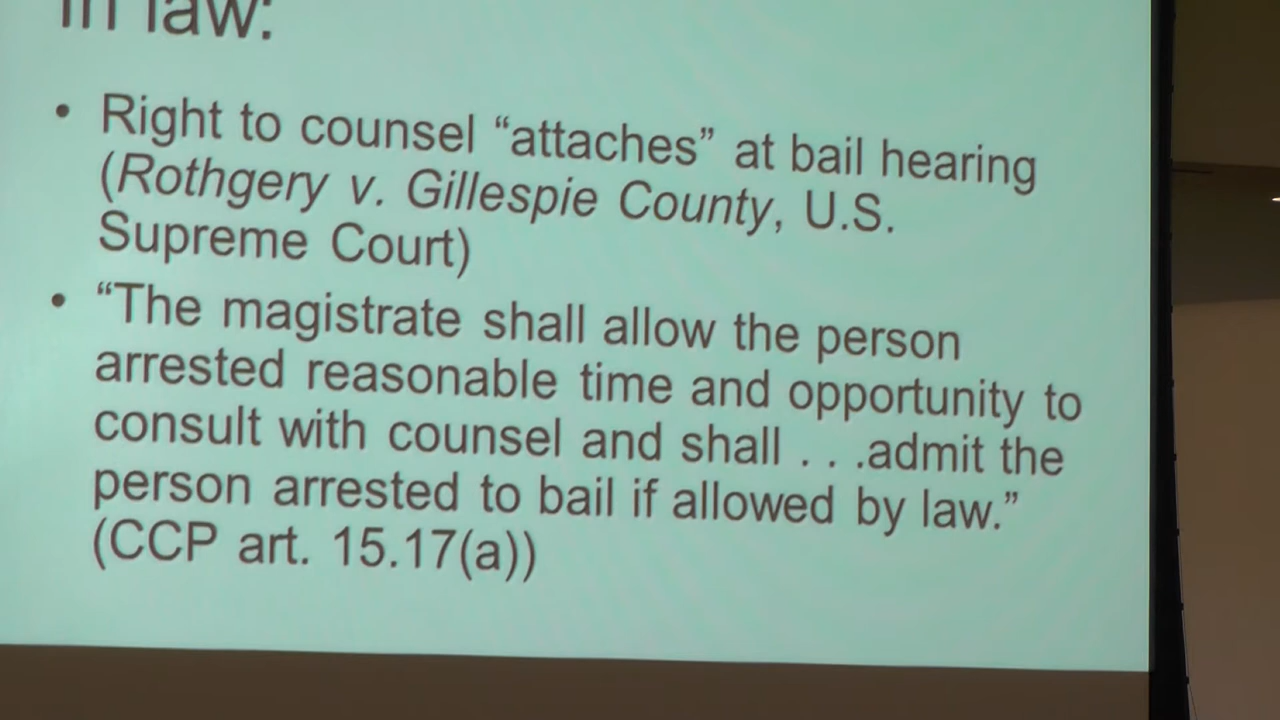 in law:
• Right to counsel “attaches” at bail hearing
(Rothgery v. Gillespie County, U.S.
Supreme Court)
• “The magistrate shall allow the person
arrested reasonable time and opportunity to
consult with counsel and shall . . .admit the
person arrested to bail if allowed by law.”
(CCP art. 15.17(a))